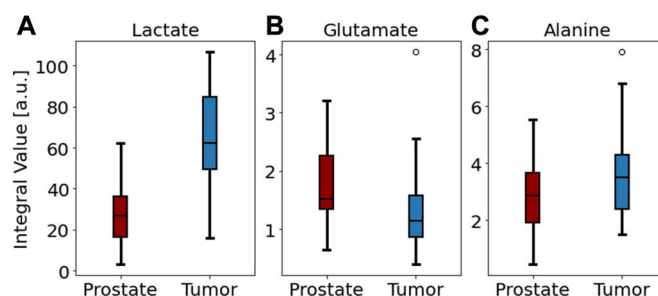 A Lactate B Glutamate C Alanine
Integral Value [a.u.]
100
80
60
40
20
0
Prostate Tumor
4
3
2
1
Prostate Tumor
8
6
4
2
Prostate Tumor